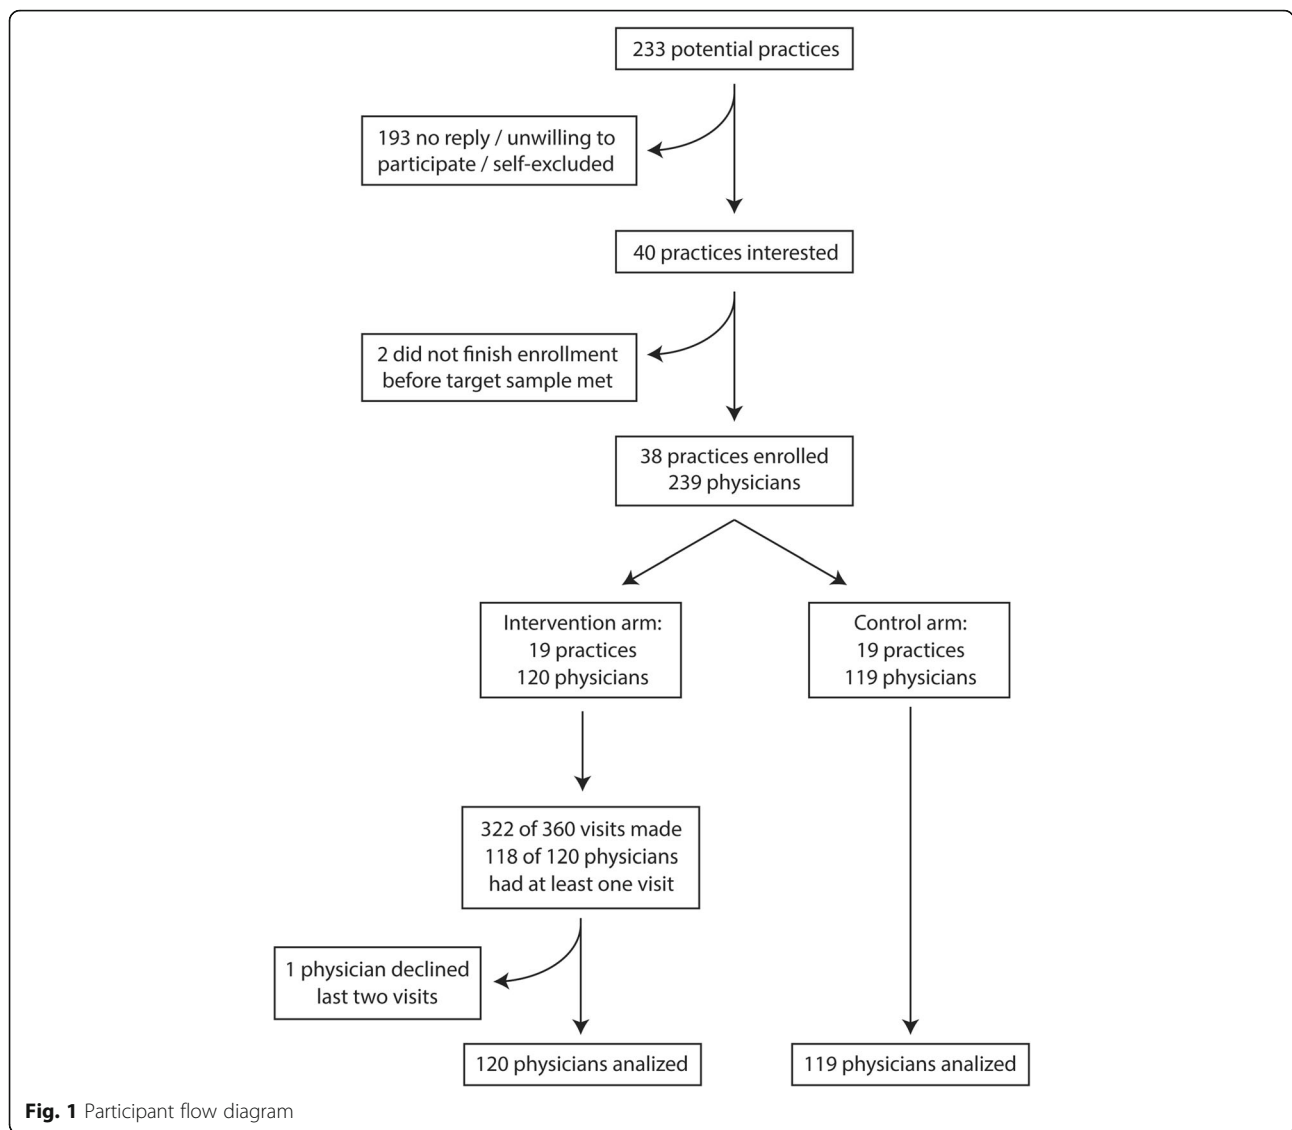 233 potential practices
193 no reply / unwilling to
participate / self-excluded
40 practices interested
2 did not finish enrollment
before target sample met
38 practices enrolled
239 physicians
Intervention arm:
19 practices
120 physicians
Control arm:
19 practices
119 physicians
322 of 360 visits made
118 of 120 physicians
had at least one visit
1 physician declined
last two visits
120 physicians analized
119 physicians analized
Fig. 1 Participant flow diagram